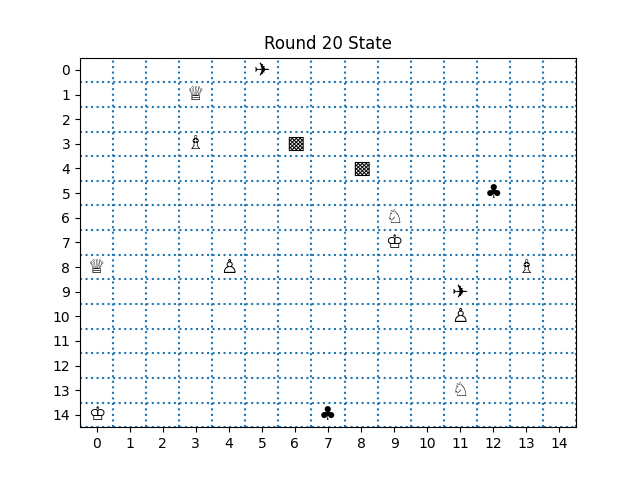 Round 20 State
0 ✈
1 ♕
2
3 ♗ ▩
4 ▩
5 ♣
6 ♘
7 ♔
8 ♕ ♙ ♗
9 ✈
10 ♙
11
12
13 ♘
14 ♔ ♣
0 1 2 3 4 5 6 7 8 9 10 11 12 13 14